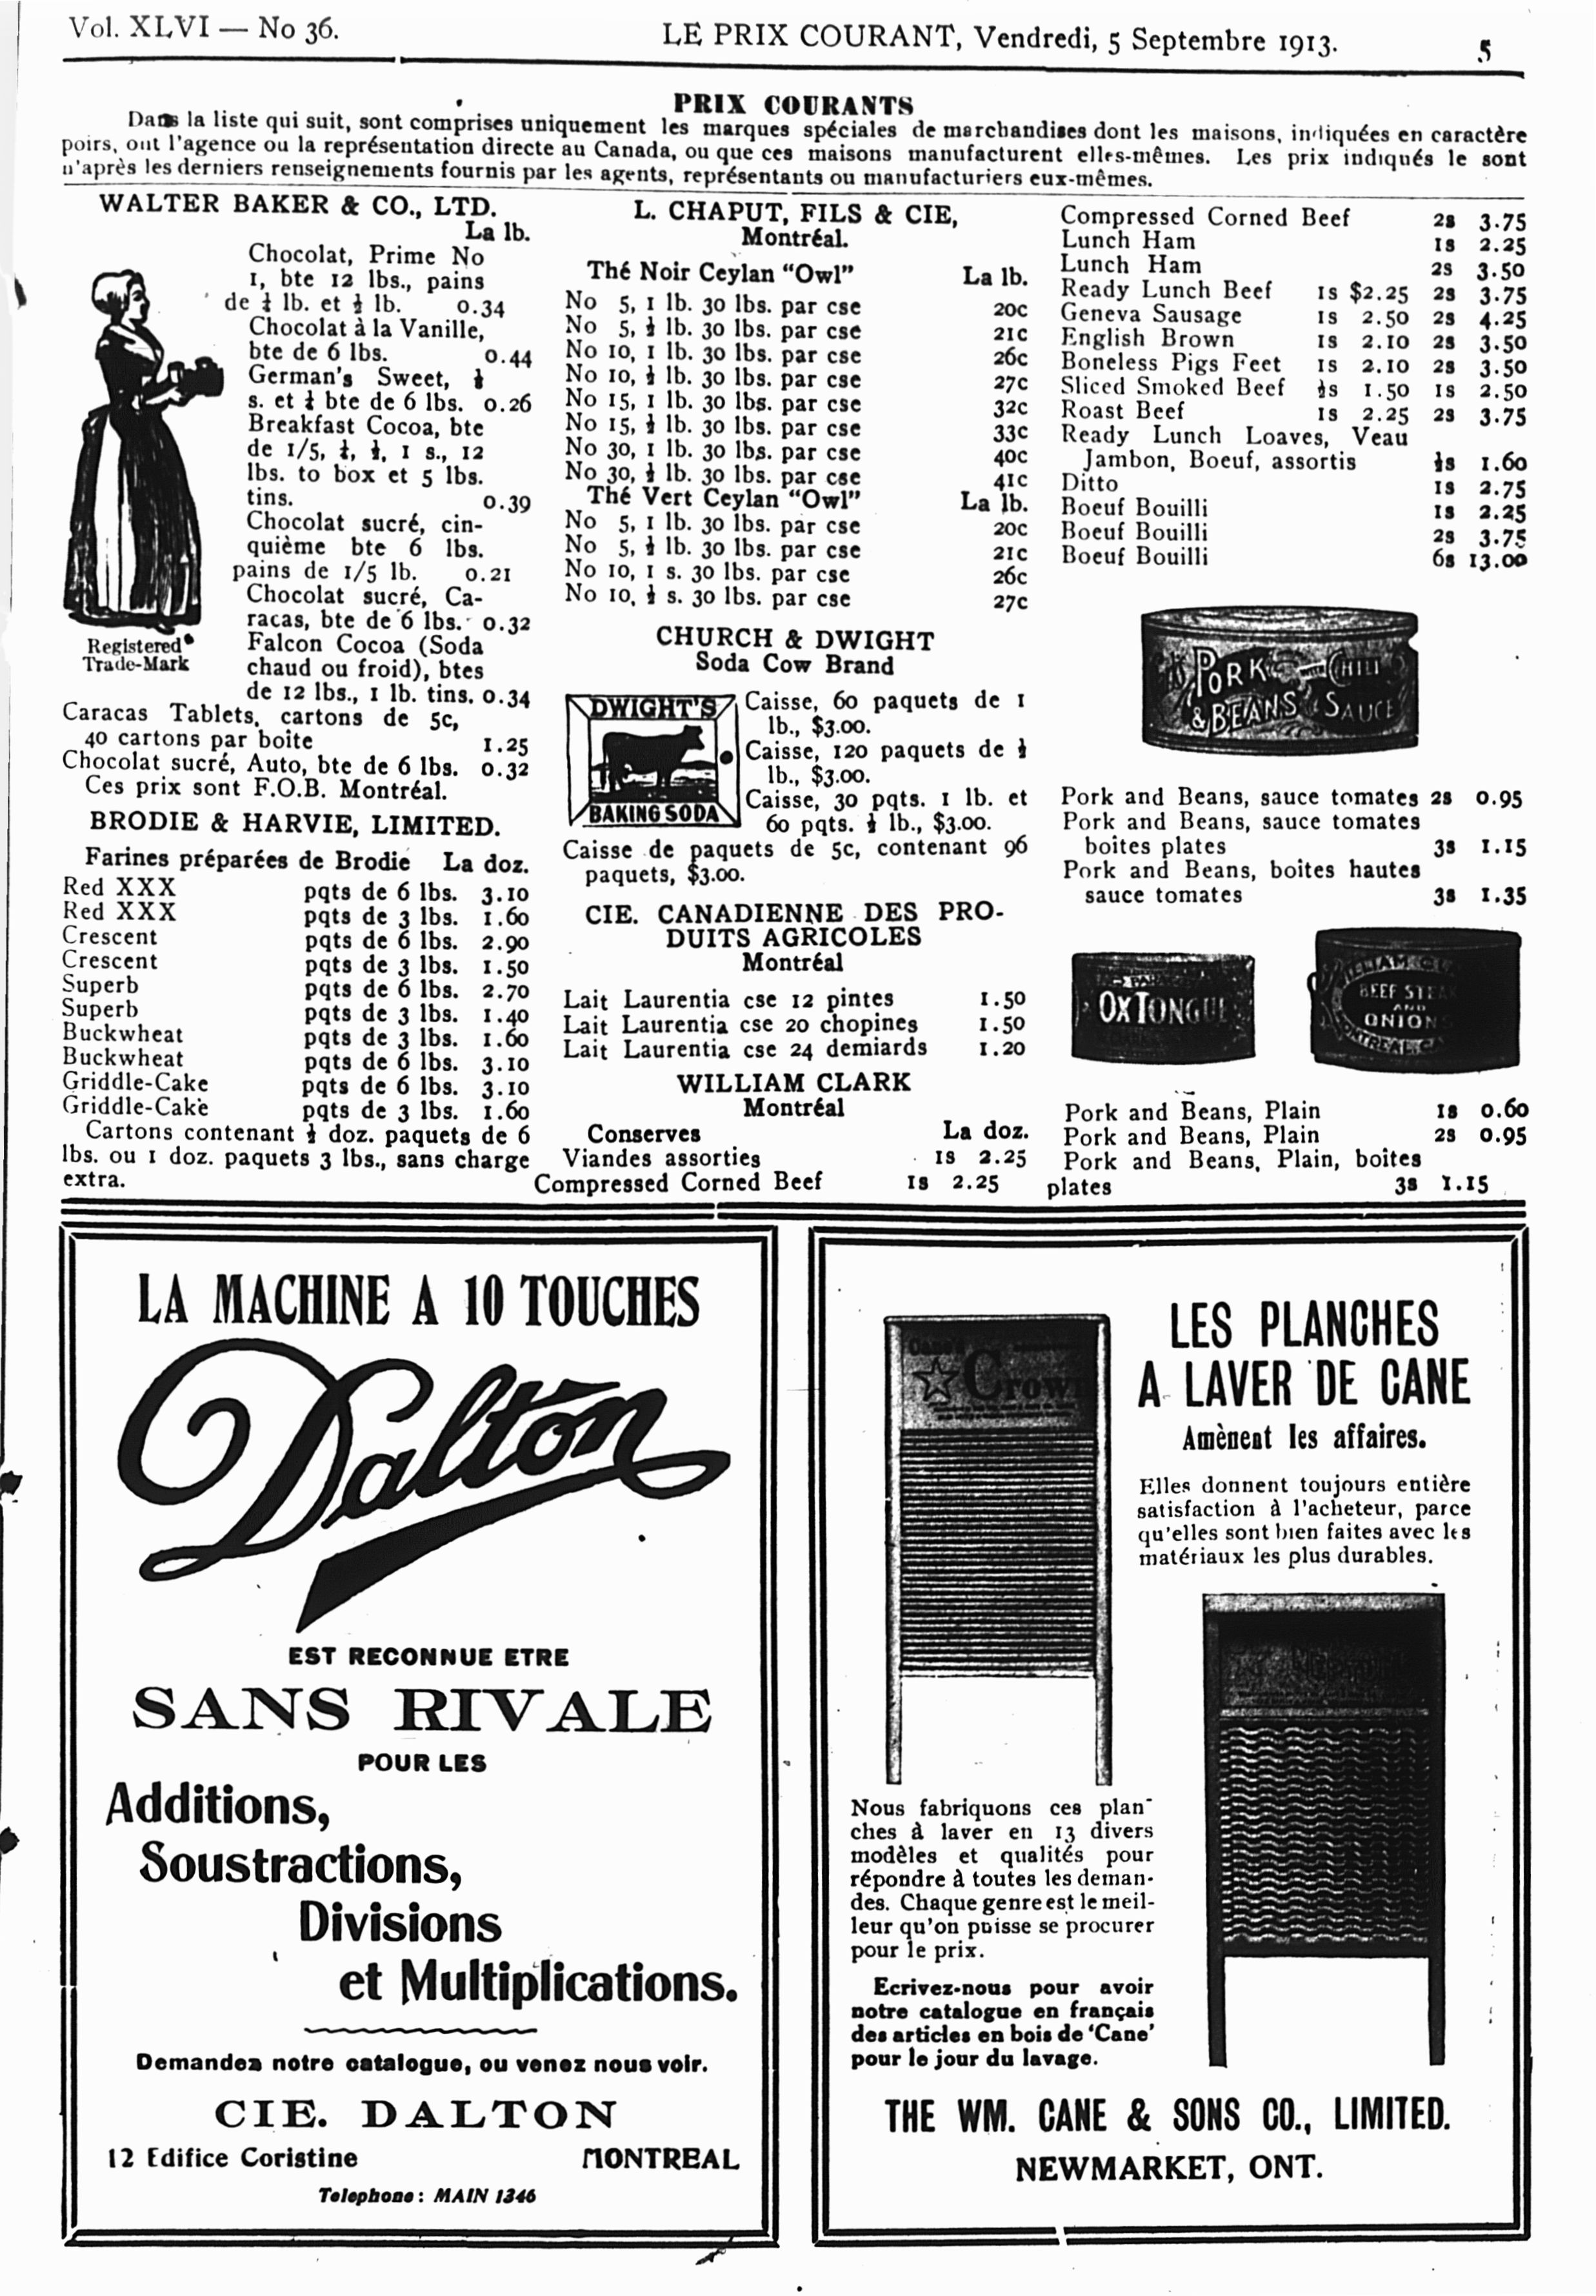 Vol. XLVI — No 36.
LE PRIX COURANT, Vendredi, 5 Septembre 1913.
5
PRIX COURANTS
Dans la liste qui suit, sont comprises uniquement les marques spéciales de marchandises dont les maisons, indiquées en caractère
poirs, ont l'agence ou la représentation directe au Canada, ou que ces maisons manufacturent elles-mêmes. Les prix indiqués le sont
n'après les derniers renseignements fournis par les agents, représentants ou manufacturiers eux-mêmes.
WALTER BAKER & CO., LTD.
La lb.
Chocolat, Prime No
1, bte 12 lbs., pains
de ¼ lb. et ½ lb. 0.34
Chocolat à la Vanille,
bte de 6 lbs. 0.44
German's Sweet, ½
s. et ¼ bte de 6 lbs. 0.26
Breakfast Cocoa, bte
de 1/5, ¼, ½, 1 s., 12
lbs. to box et 5 lbs.
tins. 0.39
Chocolat sucré, cin-
quième bte 6 lbs.
pains de 1/5 lb. 0.21
Chocolat sucré, Ca-
racas, bte de 6 lbs. 0.32
Falcon Cocoa (Soda
chaud ou froid), btes
de 12 lbs., 1 lb. tins. 0.34
Registered
Trade-Mark
Caracas Tablets, cartons de 5c,
40 cartons par boite 1.25
Chocolat sucré, Auto, bte de 6 lbs. 0.32
Ces prix sont F.O.B. Montréal.
BRODIE & HARVIE, LIMITED.
Farines préparées de Brodie La doz.
Red XXX pqts de 6 lbs. 3.10
Red XXX pqts de 3 lbs. 1.60
Crescent pqts de 6 lbs. 2.90
Crescent pqts de 3 lbs. 1.50
Superb pqts de 6 lbs. 2.70
Superb pqts de 3 lbs. 1.40
Buckwheat pqts de 3 lbs. 1.60
Buckwheat pqts de 6 lbs. 3.10
Griddle-Cake pqts de 6 lbs. 3.10
Griddle-Cake pqts de 3 lbs. 1.60
Cartons contenant ½ doz. paquets de 6
lbs. ou 1 doz. paquets 3 lbs., sans charge
extra.
L. CHAPUT, FILS & CIE,
Montréal.
Thé Noir Ceylan "Owl" La lb.
No 5, 1 lb. 30 lbs. par cse 20c
No 5, ½ lb. 30 lbs. par cse 21c
No 10, 1 lb. 30 lbs. par cse 26c
No 10, ½ lb. 30 lbs. par cse 27c
No 15, 1 lb. 30 lbs. par cse 32c
No 15, ½ lb. 30 lbs. par cse 33c
No 30, 1 lb. 30 lbs. par cse 40c
No 30, ½ lb. 30 lbs. par cse 41c
Thé Vert Ceylan "Owl" La lb.
No 5, 1 lb. 30 lbs. par cse 20c
No 5, ½ lb. 30 lbs. par cse 21c
No 10, 1 s. 30 lbs. par cse 26c
No 10, ½ s. 30 lbs. par cse 27c
CHURCH & DWIGHT
Soda Cow Brand
DWIGHT'S
BAKING SODA
Caisse, 60 paquets de 1
lb., $3.00.
Caisse, 120 paquets de ½
lb., $3.00.
Caisse, 30 pqts. 1 lb. et
60 pqts. ½ lb., $3.00.
Caisse de paquets de 5c, contenant 96
paquets, $3.00.
CIE. CANADIENNE DES PRO-
DUITS AGRICOLES
Montréal
Lait Laurentia cse 12 pintes 1.50
Lait Laurentia cse 20 chopines 1.50
Lait Laurentia cse 24 demiards 1.20
WILLIAM CLARK
Montréal
Conserves La doz.
Viandes assorties 1s 2.25
Compressed Corned Beef 1s 2.25
Compressed Corned Beef 2s 3.75
Lunch Ham 1s 2.25
Lunch Ham 2s 3.50
Ready Lunch Beef 1s $2.25 2s 3.75
Geneva Sausage 1s 2.50 2s 4.25
English Brown 1s 2.10 2s 3.50
Boneless Pigs Feet 1s 2.10 2s 3.50
Sliced Smoked Beef ½s 1.50 1s 2.50
Roast Beef 1s 2.25 2s 3.75
Ready Lunch Loaves, Veau
Jambon, Boeuf, assortis ½s 1.60
Ditto 1s 2.75
Boeuf Bouilli 1s 2.25
Boeuf Bouilli 2s 3.75
Boeuf Bouilli 6s 13.00
PORK WITH CHILI
& BEANS SAUCE
Pork and Beans, sauce tomates 2s 0.95
Pork and Beans, sauce tomates
boites plates 3s 1.15
Pork and Beans, boites hautes
sauce tomates 3s 1.35
OX TONGUE
BEEF STEAK
AND
ONIONS
Pork and Beans, Plain 1s 0.60
Pork and Beans, Plain 2s 0.95
Pork and Beans, Plain, boites
plates 3s 1.15
LA MACHINE A 10 TOUCHES
Dalton
EST RECONNUE ETRE
SANS RIVALE
POUR LES
Additions,
Soustractions,
Divisions
et Multiplications.
Demandez notre catalogue, ou venez nous voir.
CIE. DALTON
12 Edifice Coristine MONTREAL
Telephone: MAIN 1346
LES PLANCHES
A LAVER DE CANE
Amènent les affaires.
Elles donnent toujours entière
satisfaction à l'acheteur, parce
qu'elles sont bien faites avec les
matériaux les plus durables.
Cane's
Crown
Nous fabriquons ces plan-
ches à laver en 13 divers
modèles et qualités pour
répondre à toutes les deman-
des. Chaque genre est le meil-
leur qu'on puisse se procurer
pour le prix.
Ecrivez-nous pour avoir
notre catalogue en français
des articles en bois de 'Cane'
pour le jour du lavage.
THE WM. CANE & SONS CO., LIMITED.
NEWMARKET, ONT.